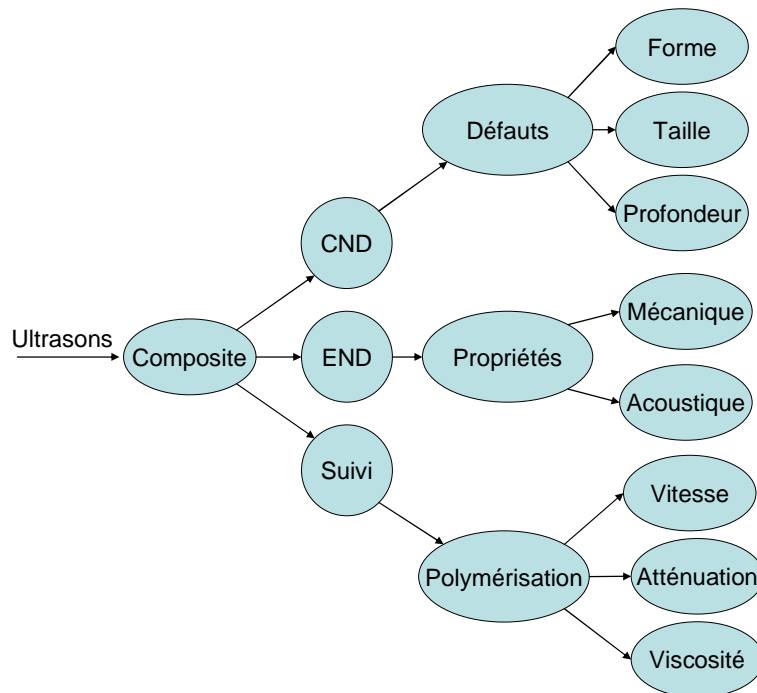 Forme
Défauts
Taille
Profondeur
CND
Mécanique
Ultrasons
Composite
END
Propriétés
Acoustique
Suivi
Vitesse
Polymérisation
Atténuation
Viscosité